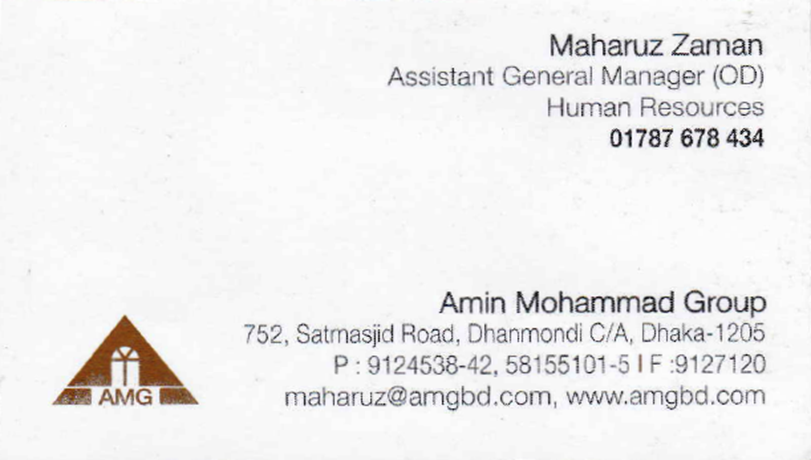 Maharuz Zaman
Assistant General Manager (OD)
Human Resources
01787 678 434
Amin Mohammad Group
752, Satmasjid Road, Dhanmondi C/A, Dhaka-1205
P : 9124538-42, 58155101-5 I F :9127120
maharuz@amgbd.com, www.amgbd.com
AMG